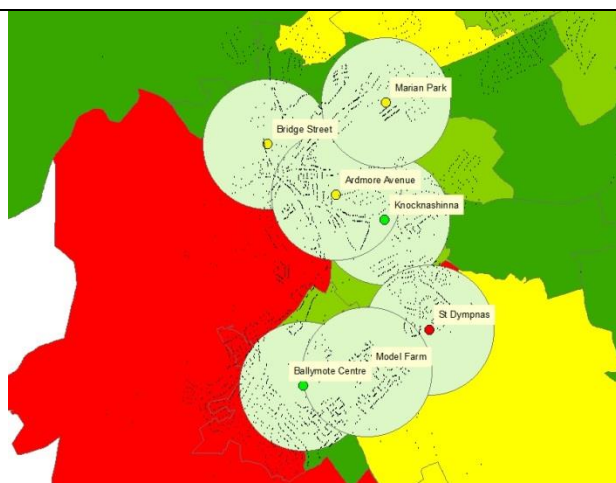 Marian Park
Bridge Street
Ardmore Avenue
Knocknashinna
St Dympnas
Model Farm
Ballymote Centre